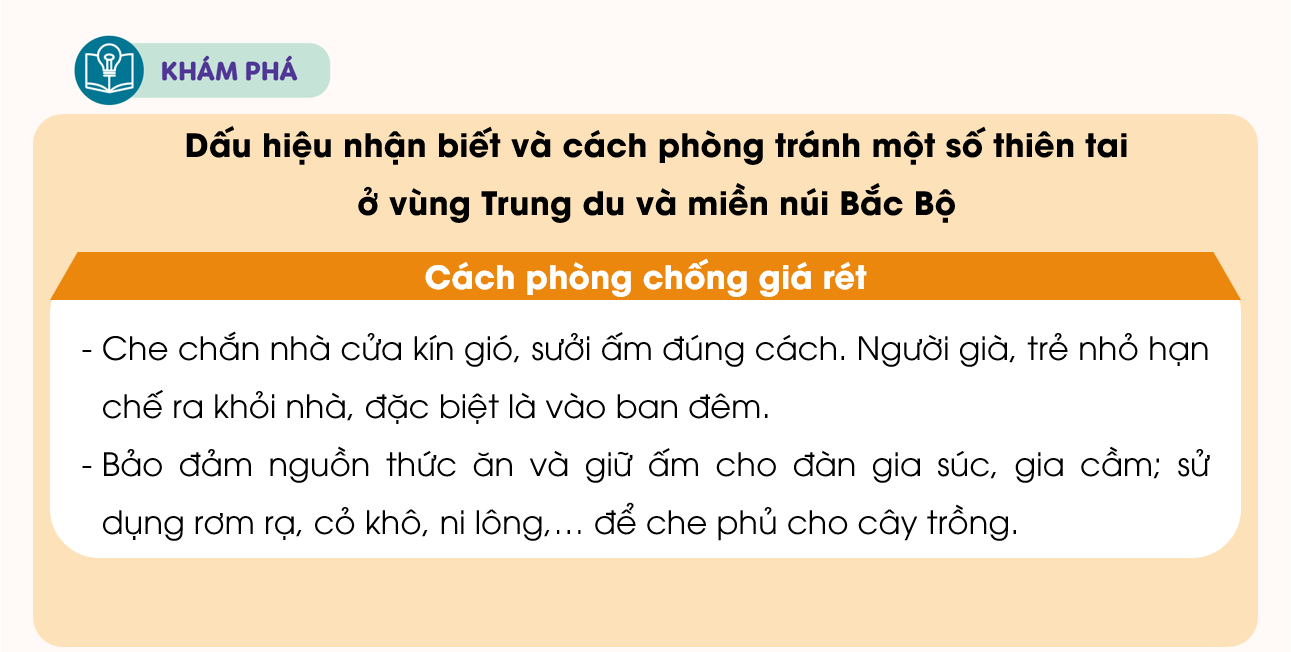 KHÁM PHÁ
Dấu hiệu nhận biết và cách phòng tránh một số thiên tai
ở vùng Trung du và miền núi Bắc Bộ
Cách phòng chống giá rét
- Che chắn nhà cửa kín gió, sưởi ấm đúng cách. Người già, trẻ nhỏ hạn
chế ra khỏi nhà, đặc biệt là vào ban đêm.
- Bảo đảm nguồn thức ăn và giữ ấm cho đàn gia súc, gia cầm; sử
dụng rơm rạ, cỏ khô, ni lông,... để che phủ cho cây trồng.